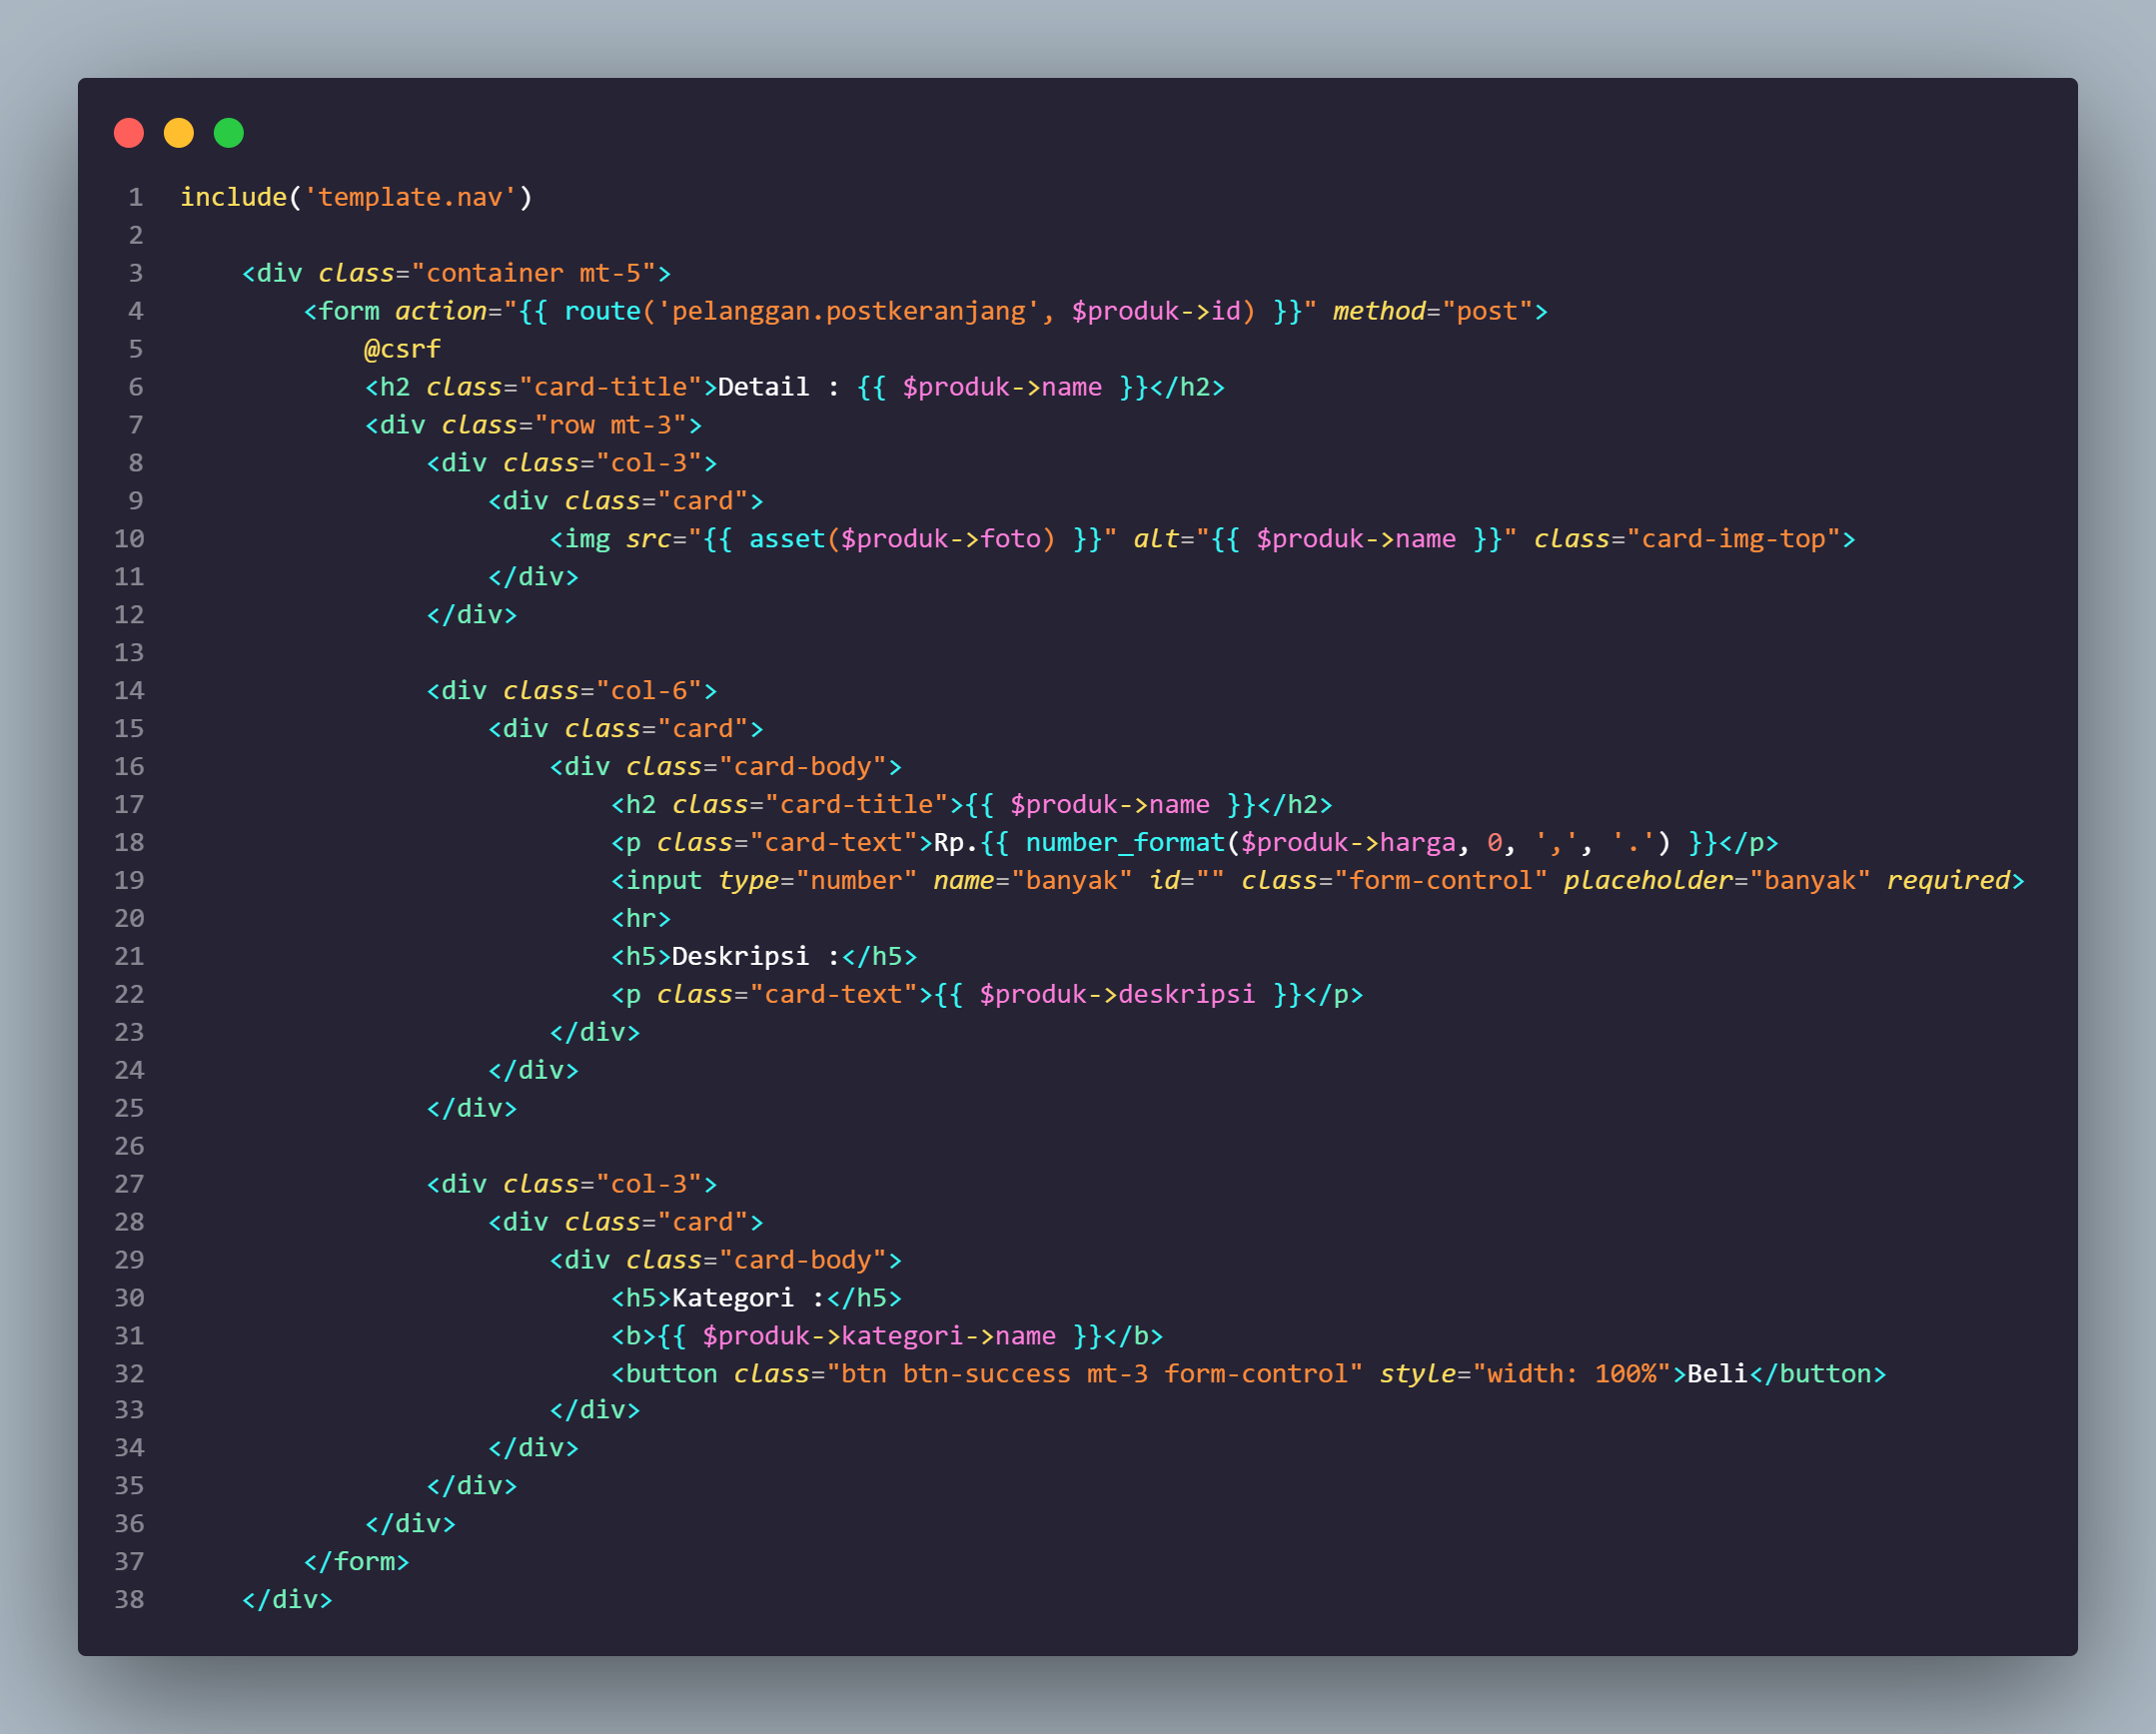 1 include('template.nav')
2
3 <div class="container mt-5">
4 <form action="{{ route('pelanggan.postkeranjang', $produk->id) }}" method="post">
5 @csrf
6 <h2 class="card-title">Detail : {{ $produk->name }}</h2>
7 <div class="row mt-3">
8 <div class="col-3">
9 <div class="card">
10 <img src="{{ asset($produk->foto) }}" alt="{{ $produk->name }}" class="card-img-top">
11 </div>
12 </div>
13
14 <div class="col-6">
15 <div class="card">
16 <div class="card-body">
17 <h2 class="card-title">{{ $produk->name }}</h2>
18 <p class="card-text">Rp.{{ number_format($produk->harga, 0, ',', '.') }}</p>
19 <input type="number" name="banyak" id="" class="form-control" placeholder="banyak" required>
20 <hr>
21 <h5>Deskripsi :</h5>
22 <p class="card-text">{{ $produk->deskripsi }}</p>
23 </div>
24 </div>
25 </div>
26
27 <div class="col-3">
28 <div class="card">
29 <div class="card-body">
30 <h5>Kategori :</h5>
31 <b>{{ $produk->kategori->name }}</b>
32 <button class="btn btn-success mt-3 form-control" style="width: 100%">Beli</button>
33 </div>
34 </div>
35 </div>
36 </div>
37 </form>
38 </div>